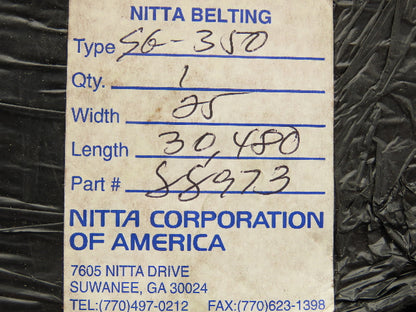 NITTA BELTING
Type SG-350
Qty. 1
Width 25
Length 30,480
Part # 88973
NITTA CORPORATION
OF AMERICA
7605 NITTA DRIVE
SUWANEE, GA 30024
TEL:(770)497-0212 FAX:(770)623-1398